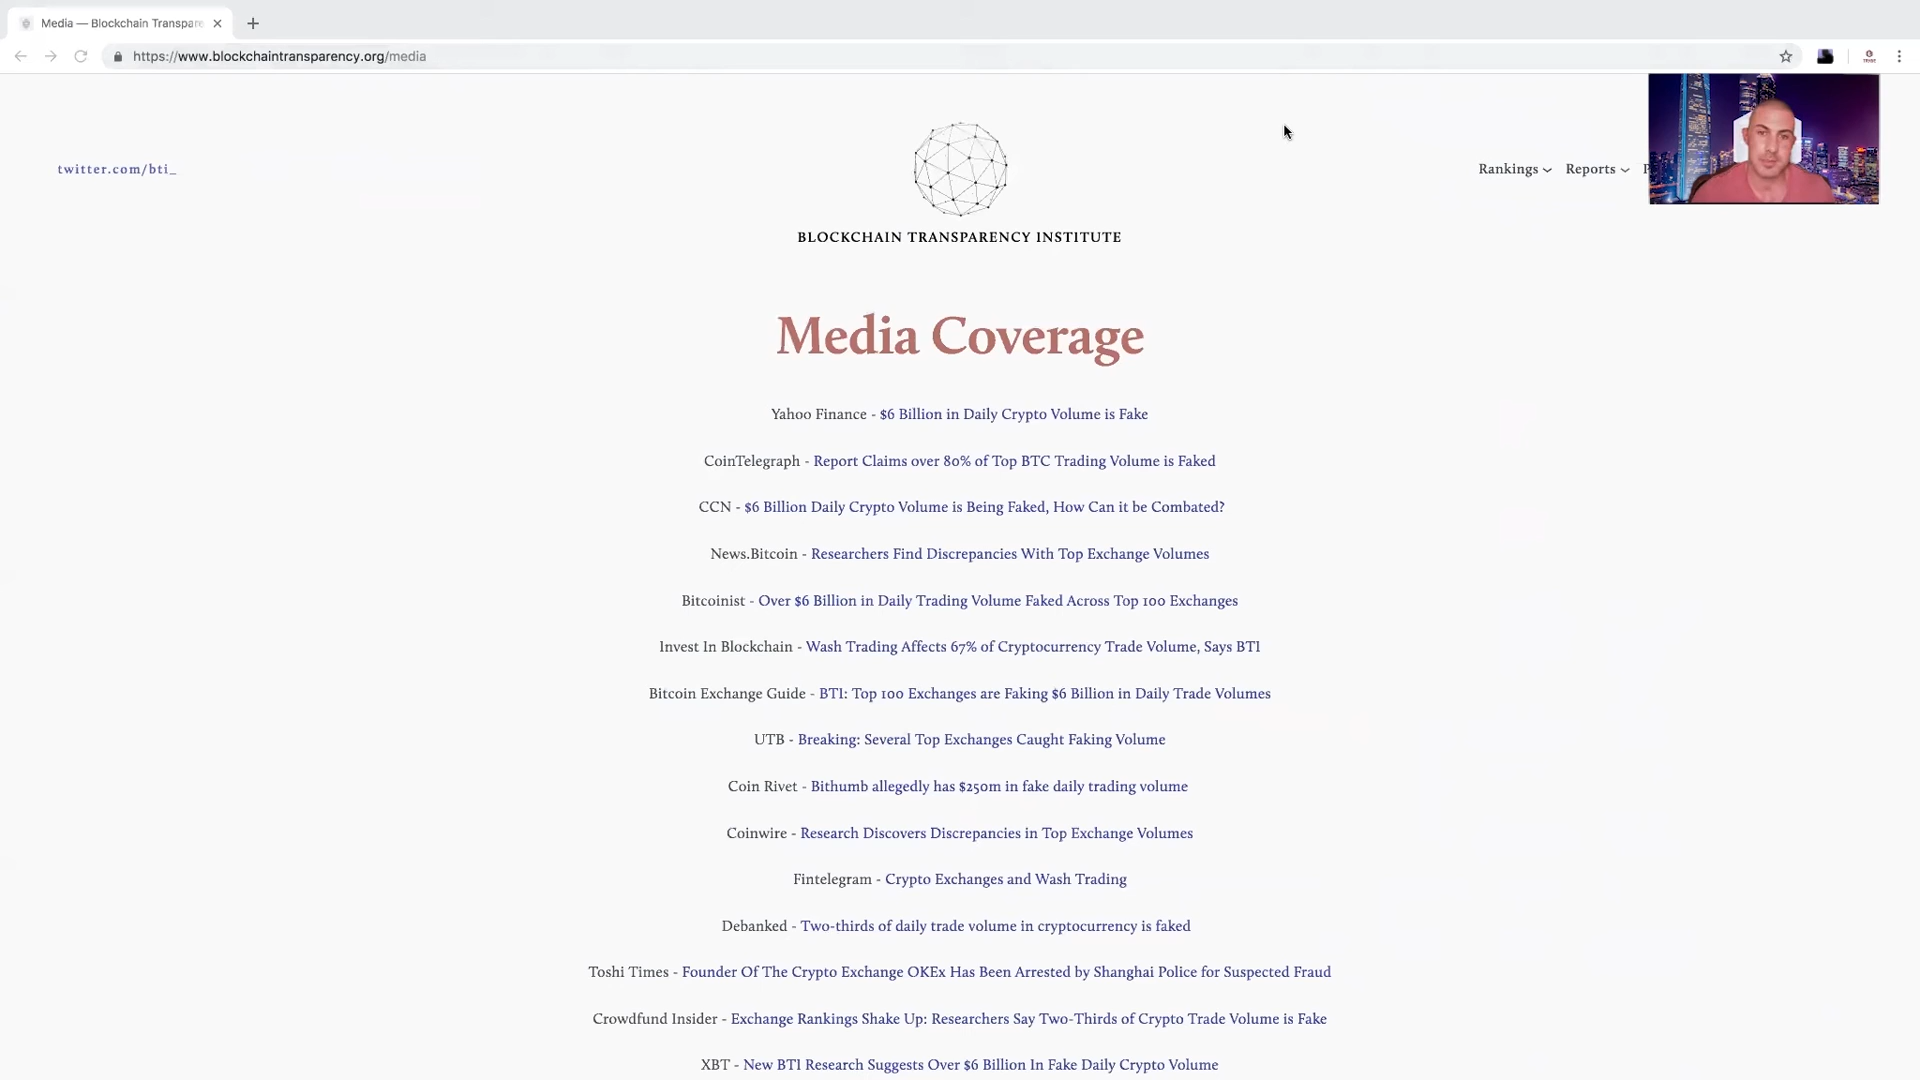 Media — Blockchain Transpare
https://www.blockchaintransparency.org/media
twitter.com/bti_
Rankings
Reports
BLOCKCHAIN TRANSPARENCY INSTITUTE
Media Coverage
Yahoo Finance - $6 Billion in Daily Crypto Volume is Fake
CoinTelegraph - Report Claims over 80% of Top BTC Trading Volume is Faked
CCN - $6 Billion Daily Crypto Volume is Being Faked, How Can it be Combated?
News.Bitcoin - Researchers Find Discrepancies With Top Exchange Volumes
Bitcoinist - Over $6 Billion in Daily Trading Volume Faked Across Top 100 Exchanges
Invest In Blockchain - Wash Trading Affects 67% of Cryptocurrency Trade Volume, Says BTI
Bitcoin Exchange Guide - BTI: Top 100 Exchanges are Faking $6 Billion in Daily Trade Volumes
UTB - Breaking: Several Top Exchanges Caught Faking Volume
Coin Rivet - Bithumb allegedly has $250m in fake daily trading volume
Coinwire - Research Discovers Discrepancies in Top Exchange Volumes
Fintelegram - Crypto Exchanges and Wash Trading
Debanked - Two-thirds of daily trade volume in cryptocurrency is faked
Toshi Times - Founder Of The Crypto Exchange OKEx Has Been Arrested by Shanghai Police for Suspected Fraud
Crowdfund Insider - Exchange Rankings Shake Up: Researchers Say Two-Thirds of Crypto Trade Volume is Fake
XBT - New BTI Research Suggests Over $6 Billion In Fake Daily Crypto Volume